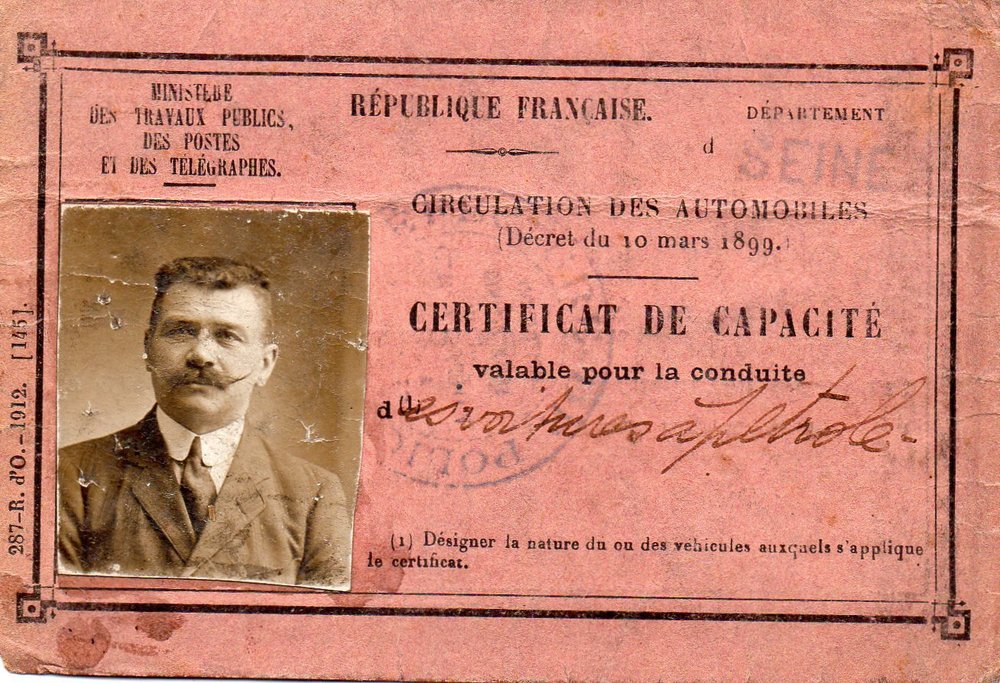 MINISTÈRE
DES TRAVAUX PUBLICS,
DES POSTES
ET DES TÉLÉGRAPHES.
RÉPUBLIQUE FRANÇAISE.
DÉPARTEMENT
d SEINE
CIRCULATION DES AUTOMOBILES
(Décret du 10 mars 1899.)
CERTIFICAT DE CAPACITÉ
valable pour la conduite
d(1) es voitures a pétrole-
(1) Désigner la nature du ou des véhicules auxquels s'applique
le certificat.
287-R. d'O.-1912. [145].
POLICE